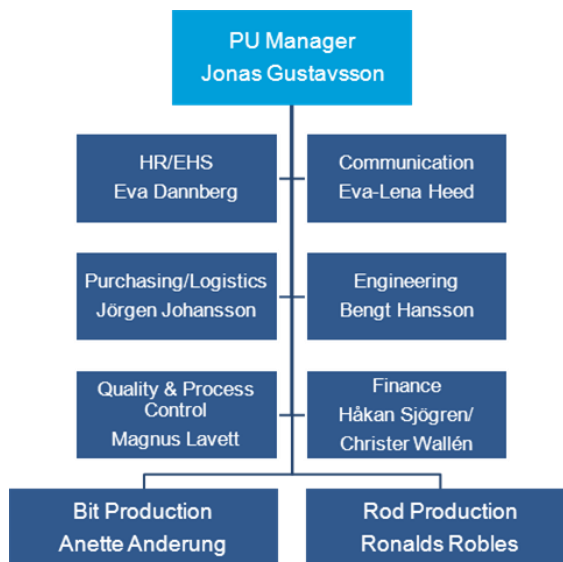 PU Manager
Jonas Gustavsson
HR/EHS
Eva Dannberg
Communication
Eva-Lena Heed
Purchasing/Logistics
Jörgen Johansson
Engineering
Bengt Hansson
Quality & Process
Control
Magnus Lavett
Finance
Håkan Sjögren/
Christer Wallén
Bit Production
Anette Anderung
Rod Production
Ronalds Robles